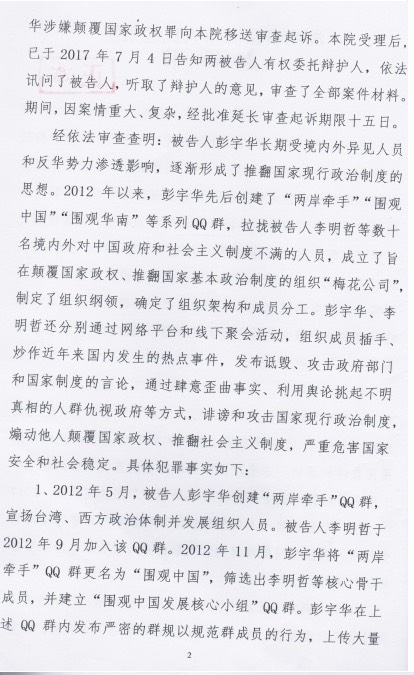 华涉嫌颠覆国家政权罪向本院移送审查起诉。本院受理后，
已于 2017 年 7 月 4 日告知两被告人有权委托辩护人，依法
讯问了被告人，听取了辩护人的意见，审查了全部案件材料。
期间，因案情重大、复杂，经批准延长审查起诉期限十五日。
经依法审查查明：被告人彭宇华长期受境内外异见人员
和反华势力渗透影响，逐渐形成了推翻国家现行政治制度的
思想。2012 年以来，彭宇华先后创建了“两岸牵手”“围观
中国”“围观华南”等系列 QQ 群，拉拢被告人李明哲等数十
名境内外对中国政府和社会主义制度不满的人员，成立了旨
在颠覆国家政权、推翻国家基本政治制度的组织“梅花公司”，
制定了组织纲领，确定了组织架构和成员分工。彭宇华、李
明哲还分别通过网络平台和线下聚会活动，组织成员插手、
炒作近年来国内发生的热点事件，发布诋毁、攻击政府部门
和国家制度的言论，通过肆意歪曲事实、利用舆论挑起不明
真相的人群仇视政府等方式，诽谤和攻击国家现行政治制度，
煽动他人颠覆国家政权、推翻社会主义制度，严重危害国家
安全和社会稳定。具体犯罪事实如下：
1、2012 年 5 月，被告人彭宇华创建“两岸牵手”QQ 群，
宣扬台湾、西方政治体制并发展组织人员。被告人李明哲于
2012 年 9 月加入该 QQ 群。2012 年 11 月，彭宇华将“两岸
牵手”QQ 群更名为“围观中国”，筛选出李明哲等核心骨干
成员，并建立“围观中国发展核心小组”QQ 群。彭宇华在上
述 QQ 群内发布严密的群规以规范群成员的行为，上传大量
2